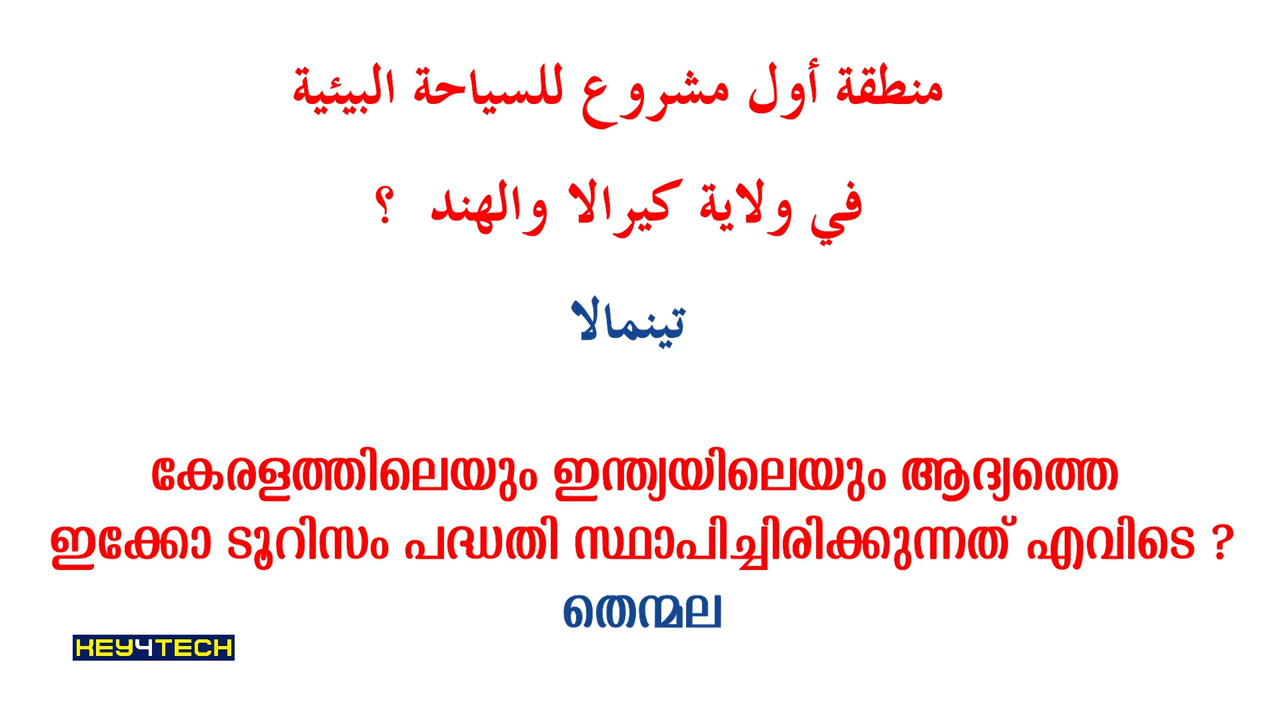 منطقة أول مشروع للسياحة البيئية
في ولاية كيرالا والهند ؟
تينمالا
കേരളത്തിലെയും ഇന്ത്യയിലെയും ആദ്യത്തെ
ഇക്കോ ടൂറിസം പദ്ധതി സ്ഥാപിച്ചിരിക്കുന്നത് എവിടെ ?
തെന്മല
KEY4TECH